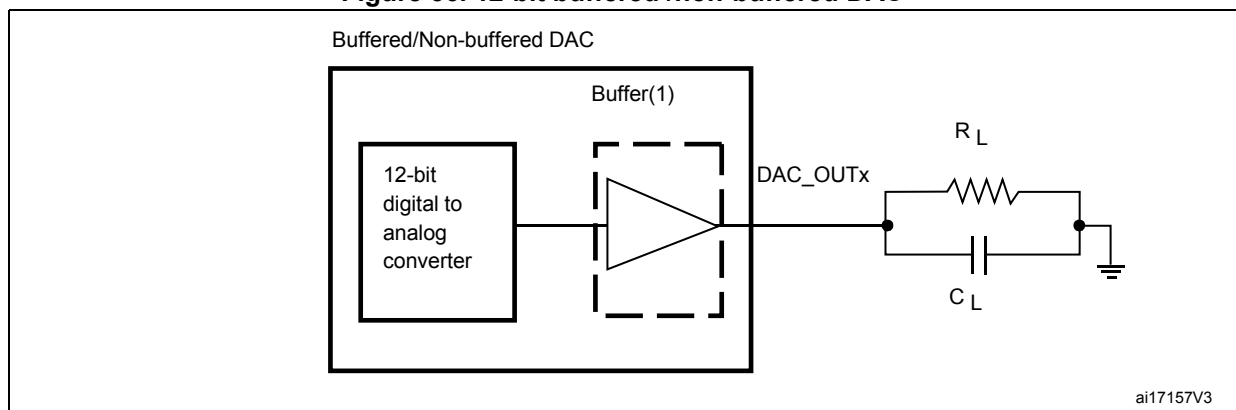 Buffered/Non-buffered DAC
Buffer(1)
12-bit
digital to
analog
converter
DAC_OUTx
R L
C L
ai17157V3